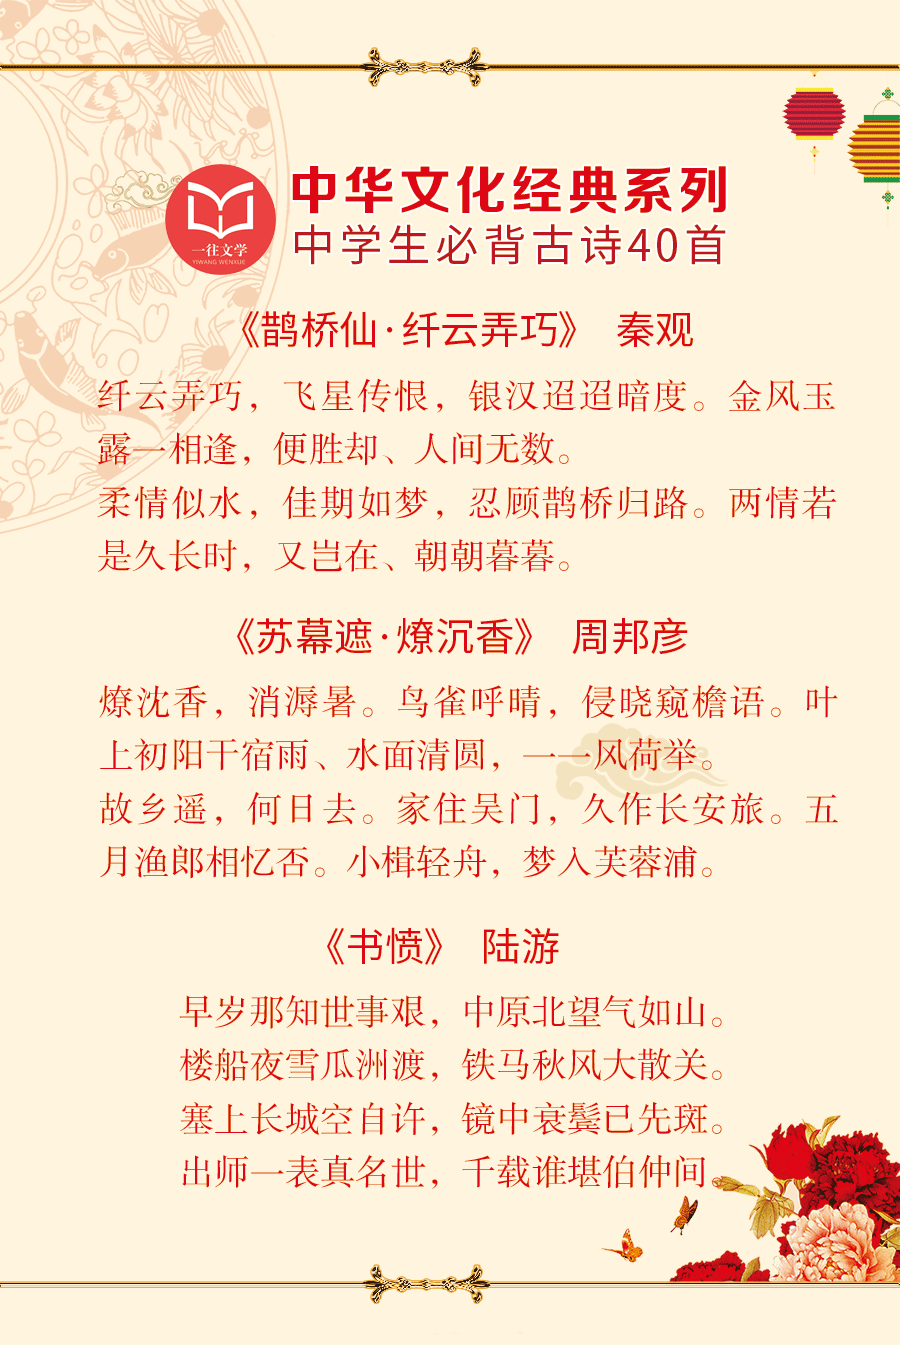 中华文化经典系列
一往文学
YIWANG WENXUE
中学生必背古诗40首
《鹊桥仙·纤云弄巧》 秦观
纤云弄巧，飞星传恨，银汉迢迢暗度。金风玉
露一相逢，便胜却、人间无数。
柔情似水，佳期如梦，忍顾鹊桥归路。两情若
是久长时，又岂在、朝朝暮暮。
《苏幕遮·燎沉香》 周邦彦
燎沈香，消溽暑。鸟雀呼晴，侵晓窥檐语。叶
上初阳干宿雨、水面清圆，一一风荷举。
故乡遥，何日去。家住吴门，久作长安旅。五
月渔郎相忆否。小楫轻舟，梦入芙蓉浦。
《书愤》 陆游
早岁那知世事艰，中原北望气如山。
楼船夜雪瓜洲渡，铁马秋风大散关。
塞上长城空自许，镜中衰鬓已先斑。
出师一表真名世，千载谁堪伯仲间。